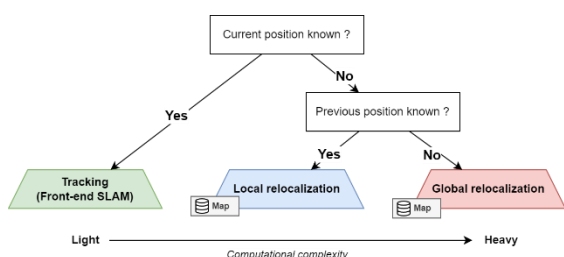 Current position known ?
No
Previous position known ?
Yes
Yes
No
Tracking
(Front-end SLAM)
Local relocalization
Global relocalization
Map
Map
Light
Heavy
Computational complexity